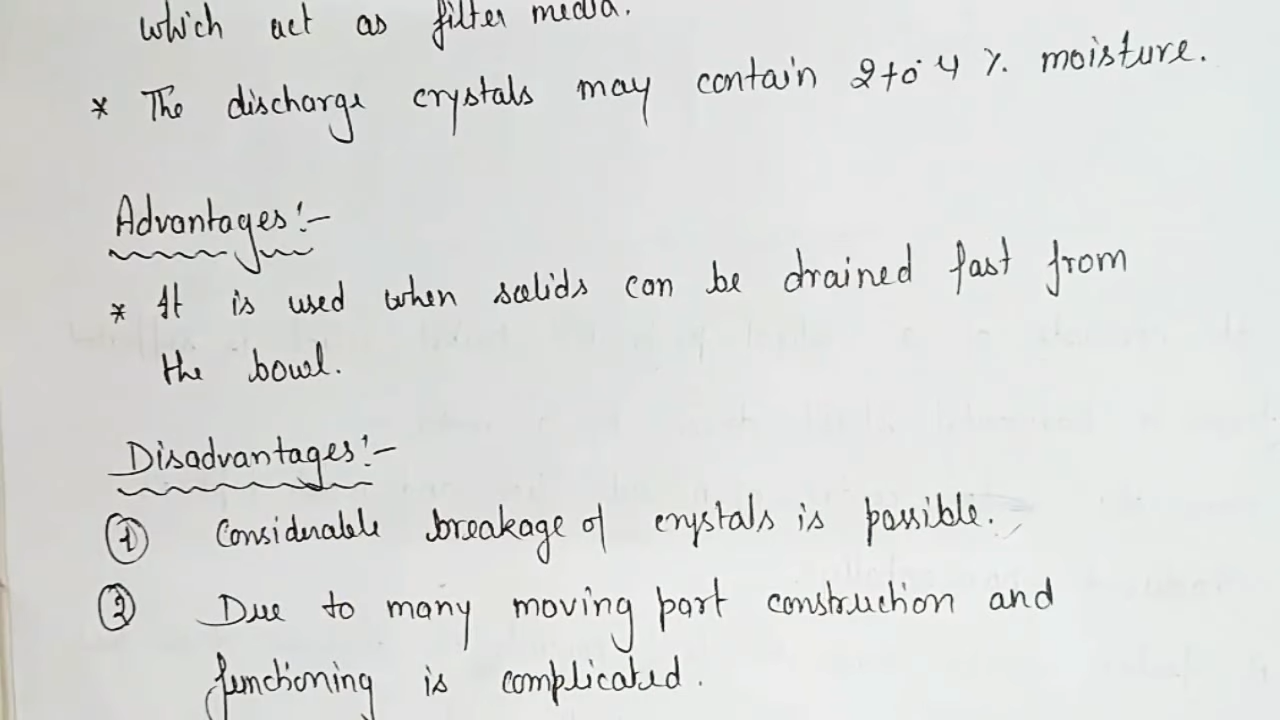 which act as filter media.
* The discharge crystals may contain 2 to 4 % moisture.
Advantages:-
* It is used when solids can be drained fast from
the bowl.
Disadvantages:-
① Considerable breakage of crystals is possible.
② Due to many moving part construction and
functioning is complicated.